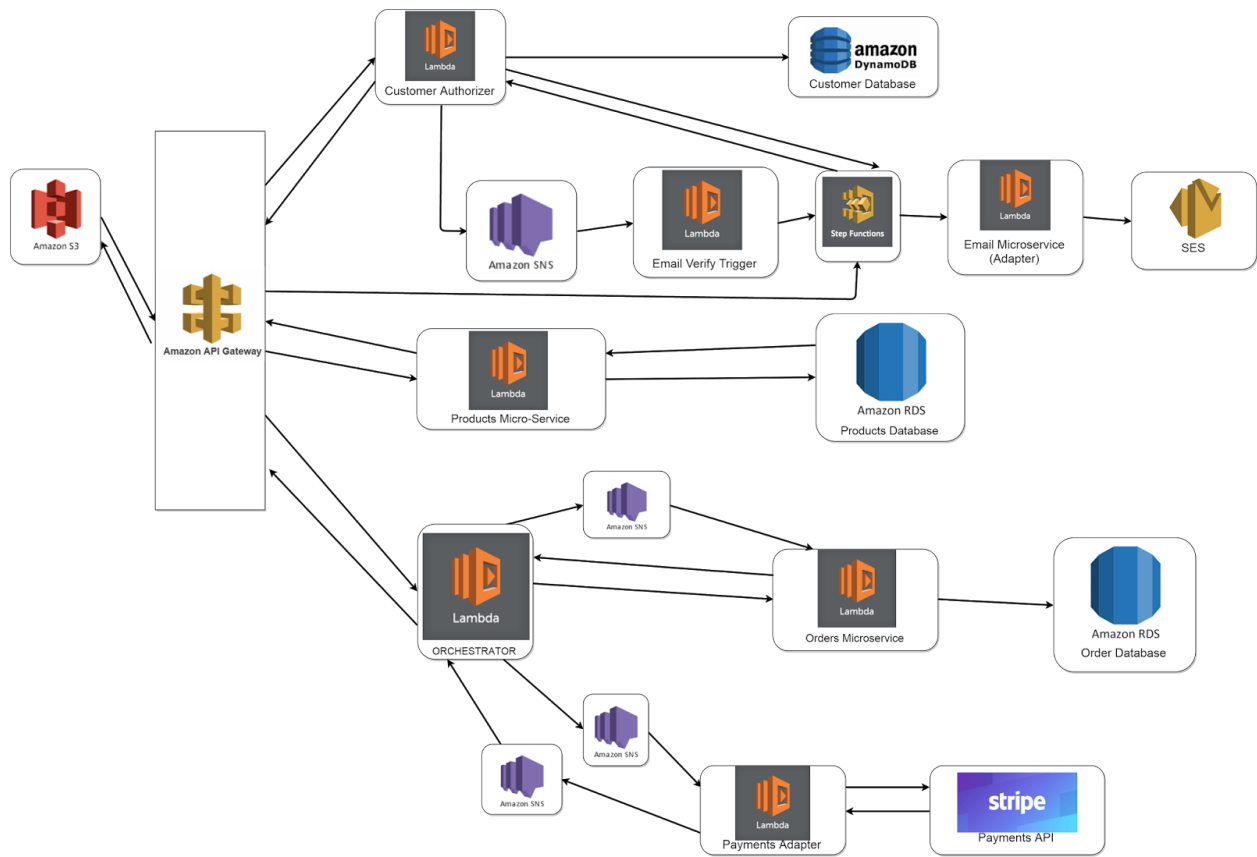 Lambda
Customer Authorizer
amazon
DynamoDB
Customer Database
Amazon S3
Amazon SNS
Lambda
Email Verify Trigger
Step Functions
Lambda
Email Microservice
(Adapter)
SES
Amazon API Gateway
Lambda
Products Micro-Service
Amazon RDS
Products Database
Amazon SNS
Lambda
ORCHESTRATOR
Lambda
Orders Microservice
Amazon RDS
Order Database
Amazon SNS
Amazon SNS
Lambda
Payments Adapter
stripe
Payments API